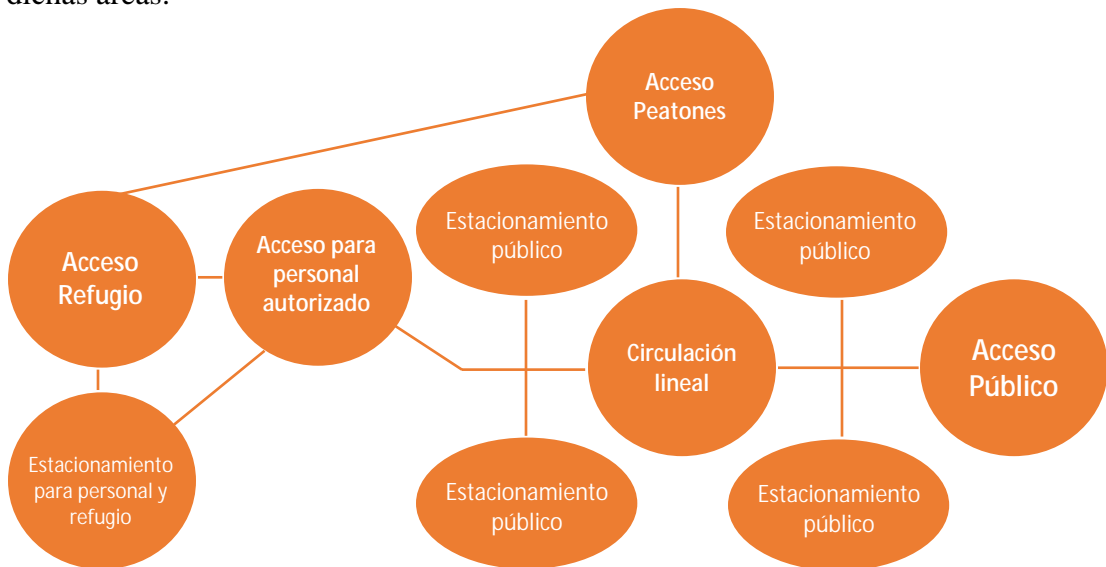 dichas áreas.
Acceso
Peatones
Estacionamiento
público
Estacionamiento
público
Acceso
Refugio
Acceso para
personal
autorizado
Circulación
lineal
Acceso
Público
Estacionamiento
para personal y
refugio
Estacionamiento
público
Estacionamiento
público